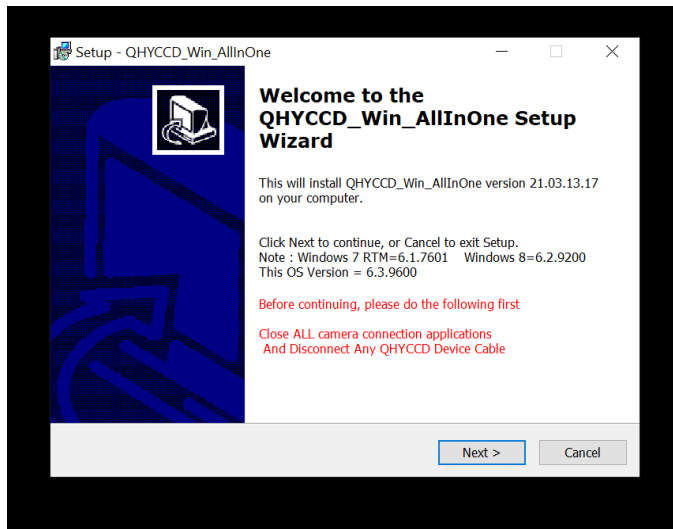 Setup - QHYCCD_Win_AllInOne
Welcome to the
QHYCCD_Win_AllInOne Setup
Wizard
This will install QHYCCD_Win_AllInOne version 21.03.13.17
on your computer.
Click Next to continue, or Cancel to exit Setup.
Note : Windows 7 RTM=6.1.7601    Windows 8=6.2.9200
This OS Version = 6.3.9600
Before continuing, please do the following first
Close ALL camera connection applications
And Disconnect Any QHYCCD Device Cable
Next >
Cancel